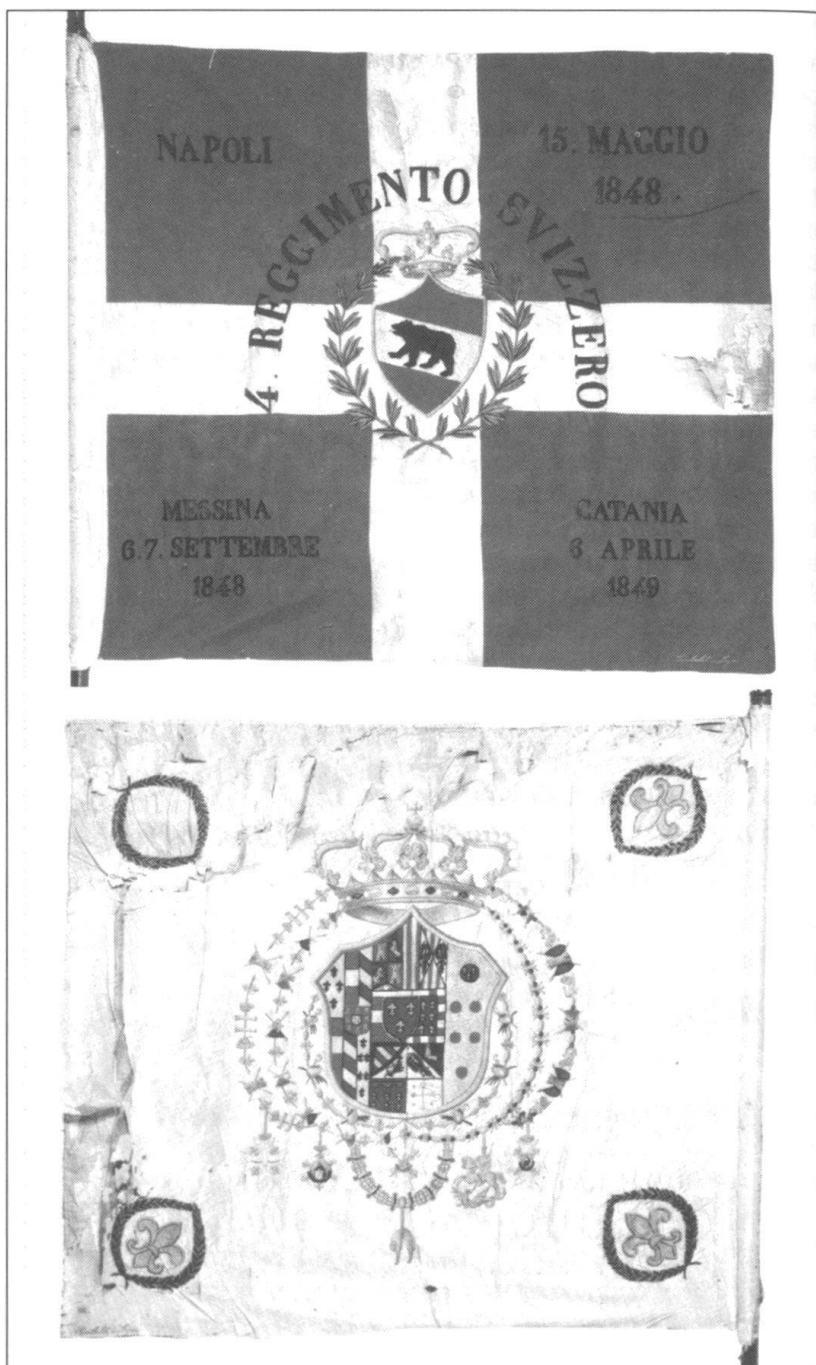 NAPOLI
15. MAGGIO
1848.
4. REGGIMENTO SVIZZERO
MESSINA
6.7. SETTEMBRE
1848
CATANIA
6. APRILE
1849